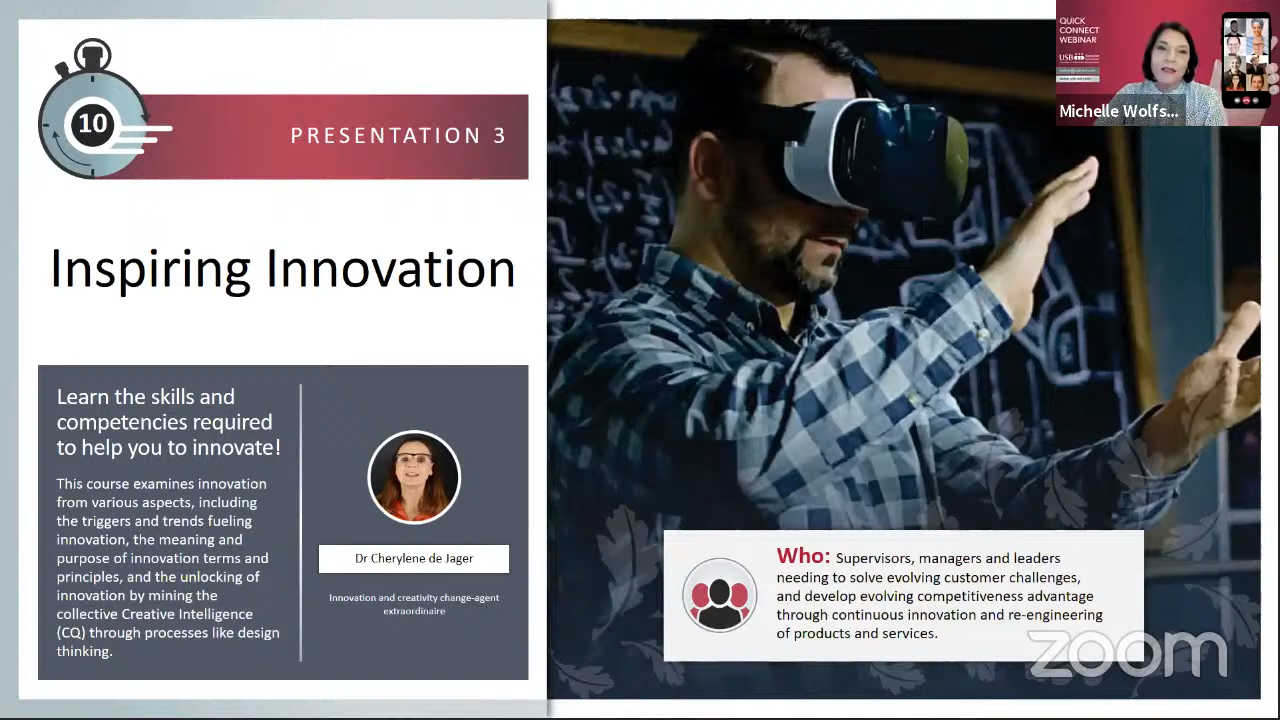 10
PRESENTATION 3
Inspiring Innovation
Learn the skills and
competencies required
to help you to innovate!
This course examines innovation
from various aspects, including
the triggers and trends fueling
innovation, the meaning and
purpose of innovation terms and
principles, and the unlocking of
innovation by mining the
collective Creative Intelligence
(CQ) through processes like design
thinking.
Dr Cherylene de Jager
Innovation and creativity change-agent
extraordinaire
Who: Supervisors, managers and leaders
needing to solve evolving customer challenges,
and develop evolving competitiveness advantage
through continuous innovation and re-engineering
of products and services.
QUICK
CONNECT
WEBINAR
USB
Michelle Wolfs...
zoom